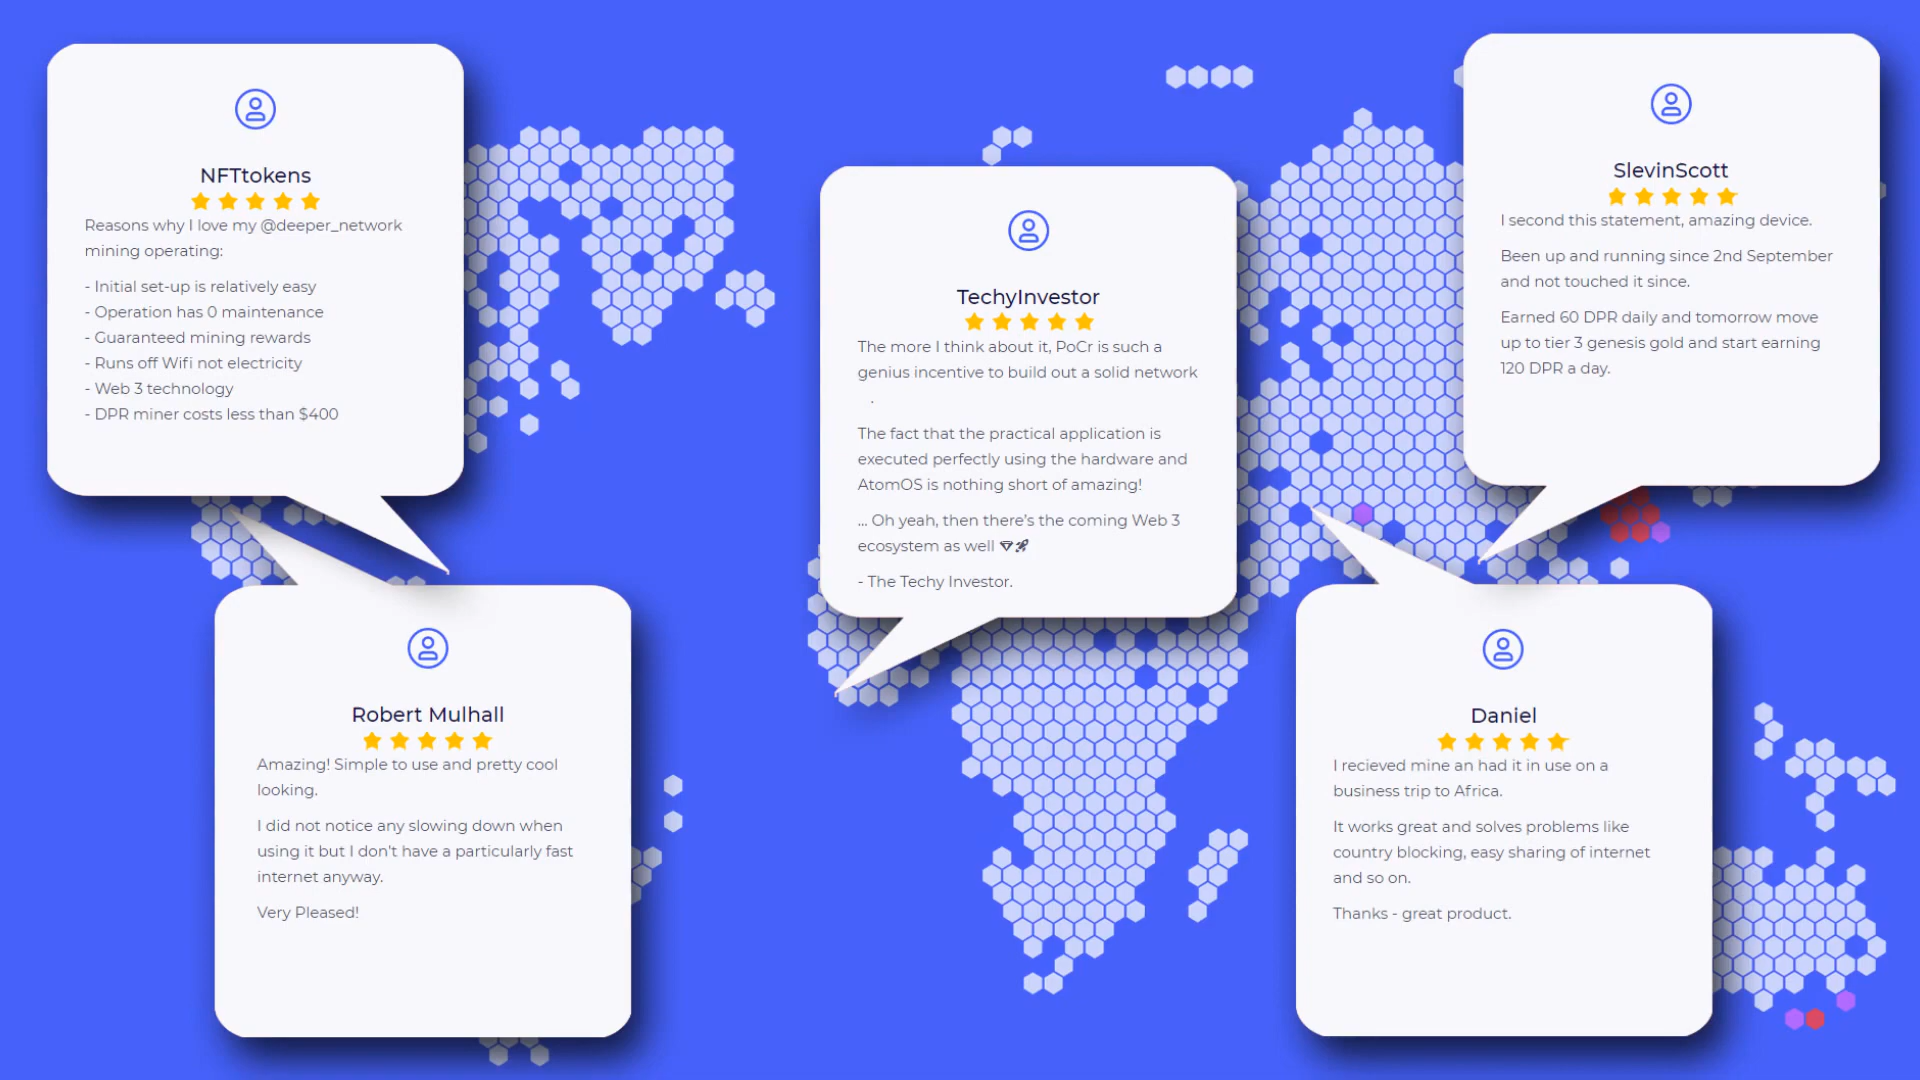 NFTtokens
Reasons why I love my @deeper_network
mining operating:
- Initial set-up is relatively easy
- Operation has 0 maintenance
- Guaranteed mining rewards
- Runs off Wifi not electricity
- Web 3 technology
- DPR miner costs less than $400
Robert Mulhall
Amazing! Simple to use and pretty cool
looking.
I did not notice any slowing down when
using it but I don't have a particularly fast
internet anyway.
Very Pleased!
TechyInvestor
The more I think about it, PoCr is such a
genius incentive to build out a solid network
.
The fact that the practical application is
executed perfectly using the hardware and
AtomOS is nothing short of amazing!
... Oh yeah, then there's the coming Web 3
ecosystem as well
- The Techy Investor.
SlevinScott
I second this statement, amazing device.
Been up and running since 2nd September
and not touched it since.
Earned 60 DPR daily and tomorrow move
up to tier 3 genesis gold and start earning
120 DPR a day.
Daniel
I recieved mine an had it in use on a
business trip to Africa.
It works great and solves problems like
country blocking, easy sharing of internet
and so on.
Thanks - great product.